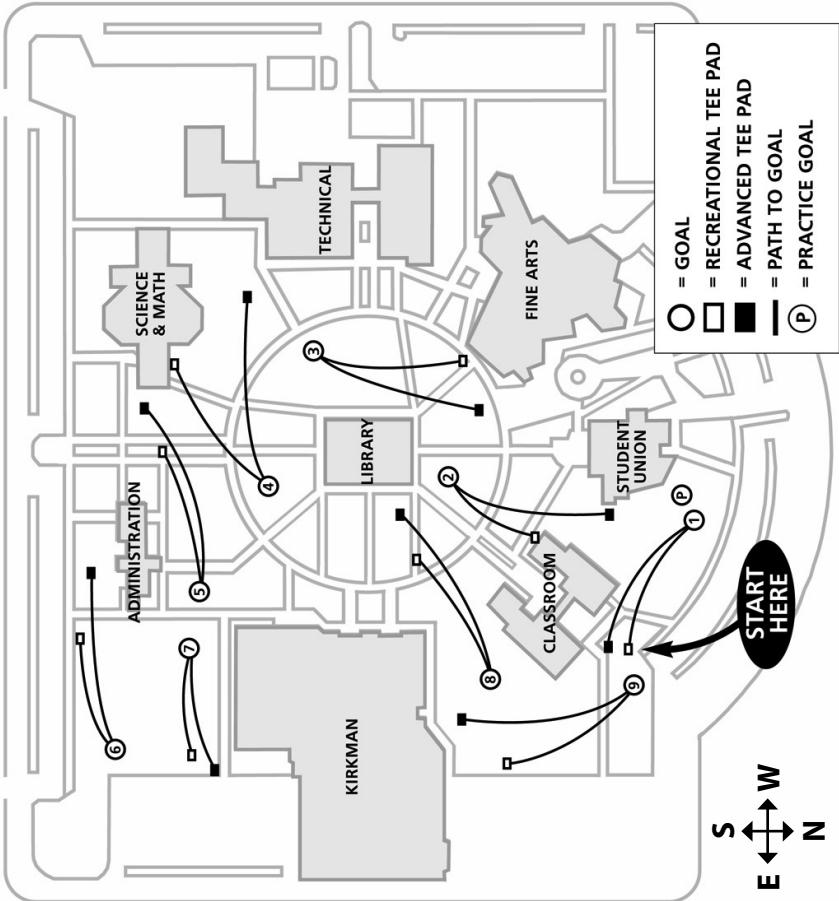 TECHNICAL
SCIENCE
& MATH
FINE ARTS
LIBRARY
ADMINISTRATION
STUDENT
UNION
CLASSROOM
KIRKMAN
1
2
3
4
5
6
7
8
9
P
START
HERE
= GOAL
= RECREATIONAL TEE PAD
= ADVANCED TEE PAD
= PATH TO GOAL
P = PRACTICE GOAL
S
E W
N